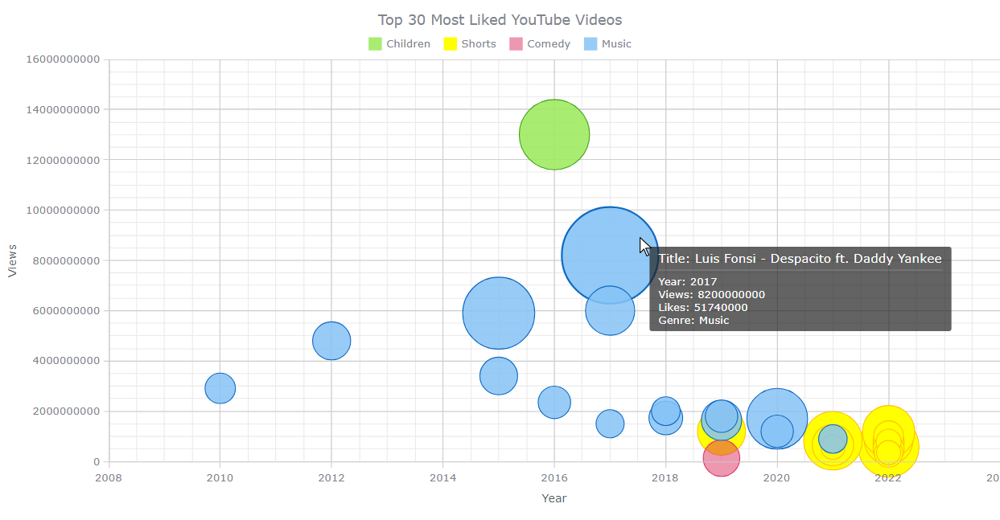 Top 30 Most Liked YouTube Videos
Children Shorts Comedy Music
16000000000
14000000000
12000000000
10000000000
8000000000
6000000000
4000000000
2000000000
0
Views
Title: Luis Fonsi - Despacito ft. Daddy Yankee
Year: 2017
Views: 8200000000
Likes: 51740000
Genre: Music
2008 2010 2012 2014 2016 2018 2020 2022 20
Year